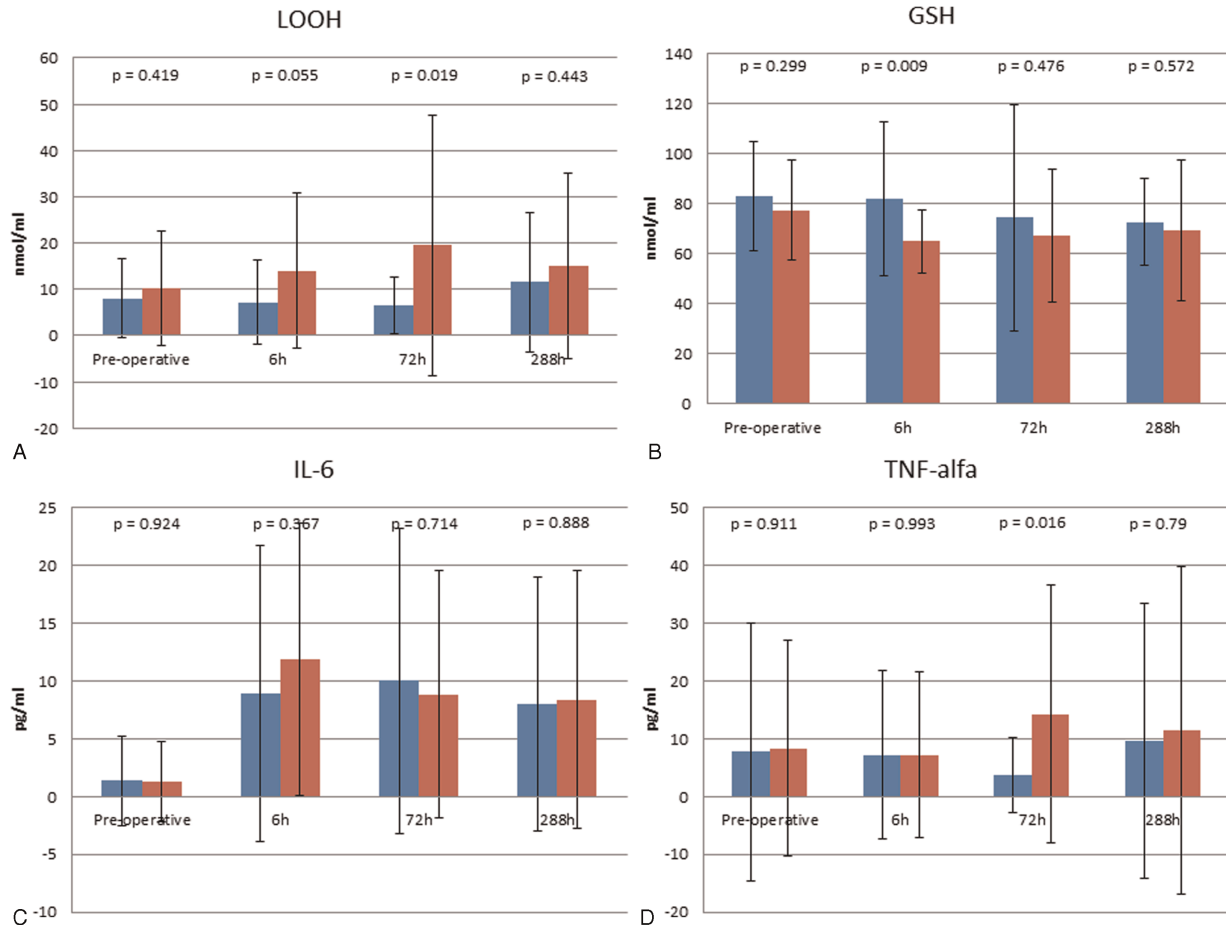 LOOH
60
50
40
30
20
10
0
-10
-20
nmol/ml
p = 0.419 p = 0.055 p = 0.019 p = 0.443
Pre-operative 6h 72h 288h
A
GSH
140
120
100
80
60
40
20
0
nmol/ml
p = 0.299 p = 0.009 p = 0.476 p = 0.572
Pre-operative 6h 72h 288h
B
IL-6
25
20
15
10
5
0
-5
-10
pg/ml
p = 0.924 p = 0.367 p = 0.714 p = 0.888
Pre-operative 6h 72h 288h
C
TNF-alfa
50
40
30
20
10
0
-10
-20
pg/ml
p = 0.911 p = 0.993 p = 0.016 p = 0.79
Pre-operative 6h 72h 288h
D